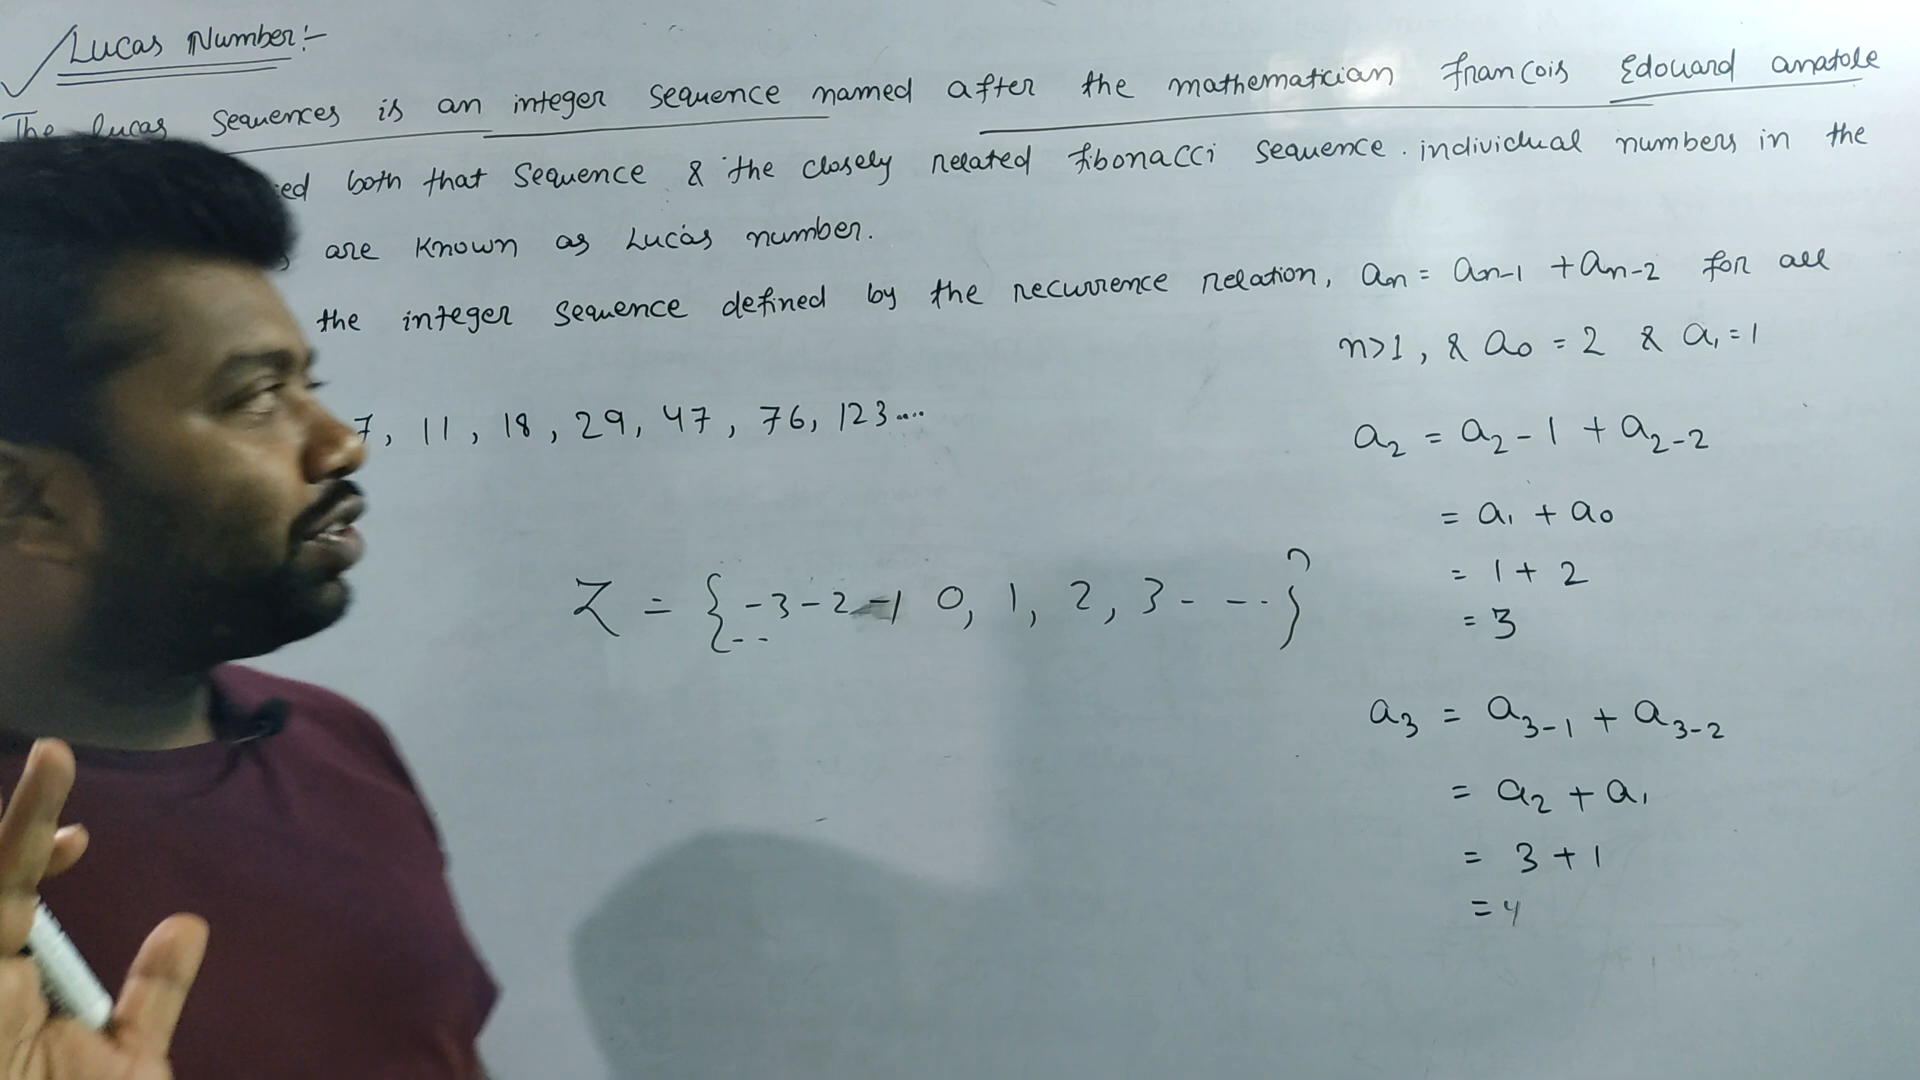 Lucas Number:-
The lucas sequences is an integer sequence named after the mathematician francois Edouard anatole
both that sequence & the closely related fibonacci sequence. individual numbers in the
are known as Lucas number.
the integer sequence defined by the recurrence relation, an = an-1 + an-2 for all
n>1, & a0 = 2 & a1 = 1
7, 11, 18, 29, 47, 76, 123....
a2 = a2-1 + a2-2
= a1 + a0
= 1 + 2
= 3
Z = {-3 -2 -1 0, 1, 2, 3 - - - ..}
a3 = a3-1 + a3-2
= a2 + a1
= 3 + 1
= 4